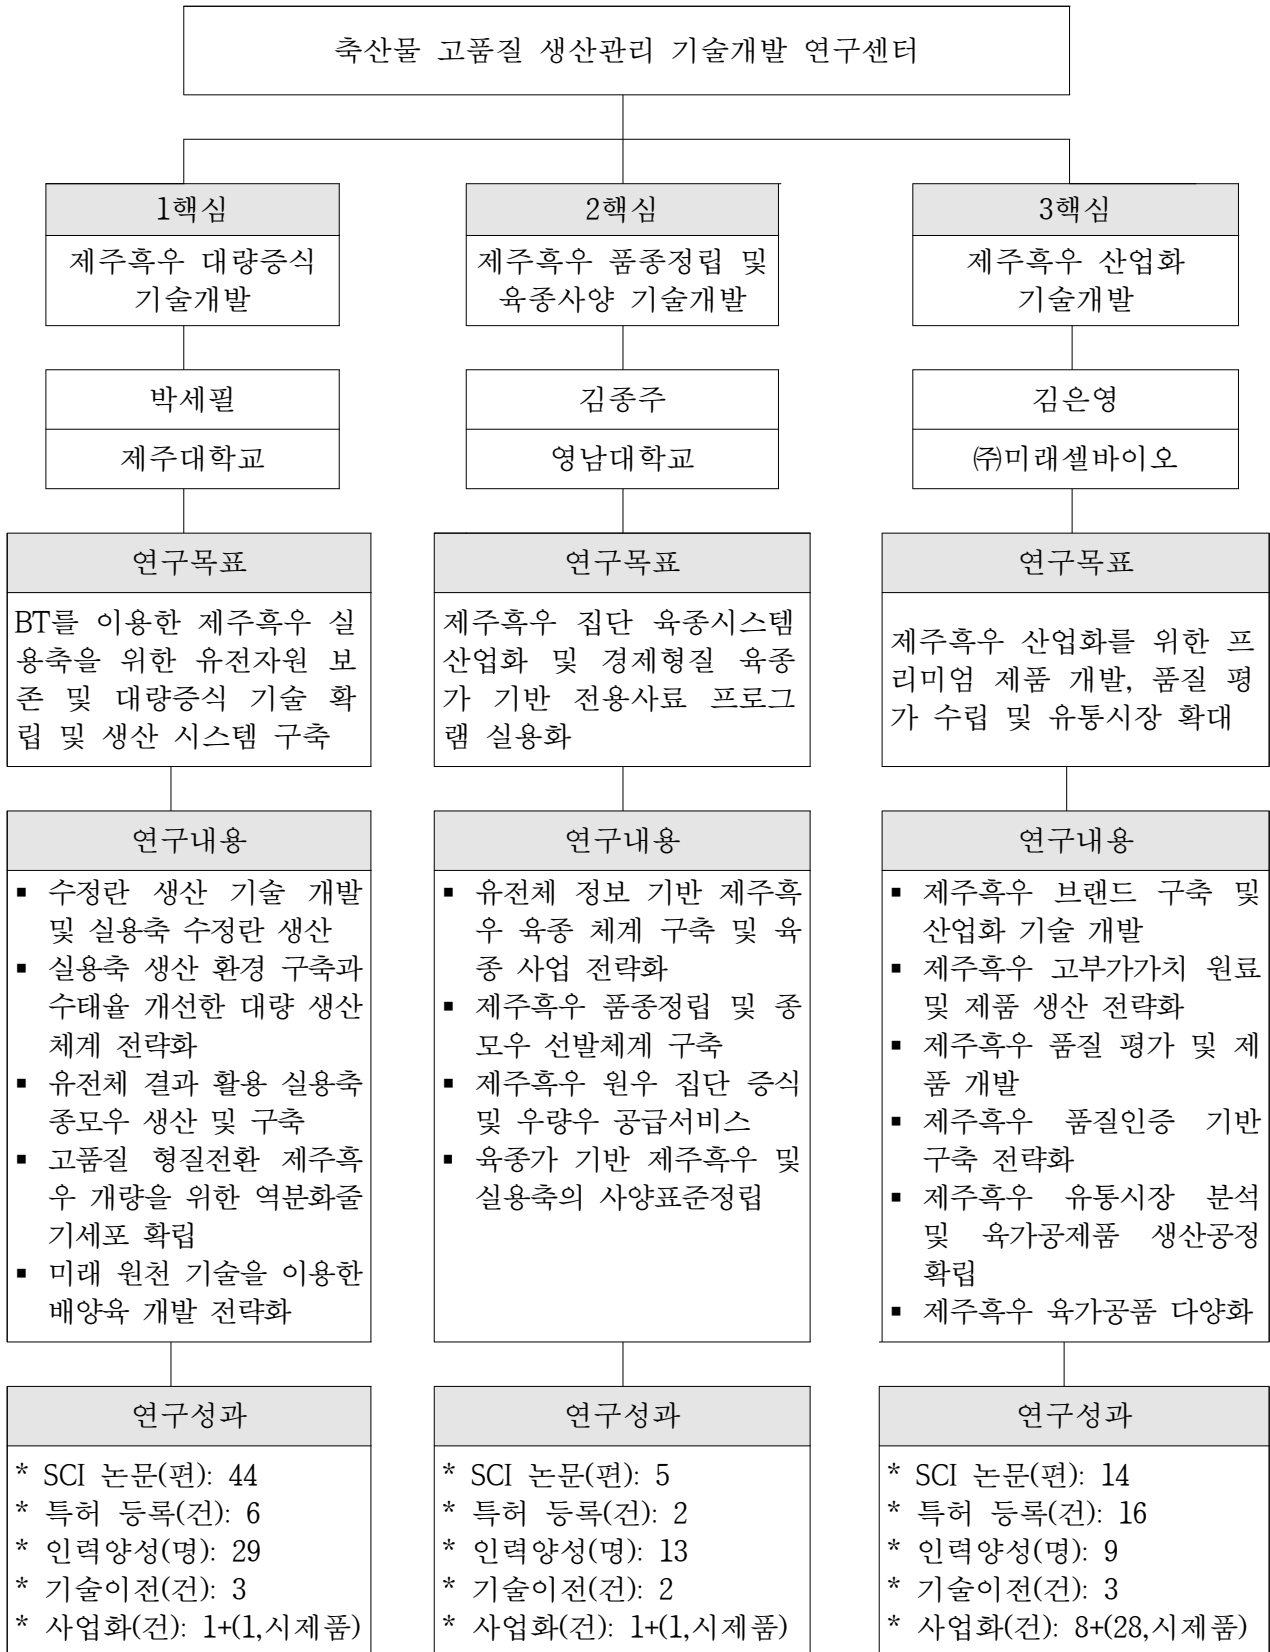 축산물 고품질 생산관리 기술개발 연구센터
1핵심
제주흑우 대량증식
기술개발
박세필
제주대학교
연구목표
BT를 이용한 제주흑우 실
용축을 위한 유전자원 보
존 및 대량증식 기술 확
립 및 생산 시스템 구축
연구내용
▪ 수정란 생산 기술 개발
및 실용축 수정란 생산
▪ 실용축 생산 환경 구축과
수태율 개선한 대량 생산
체계 전략화
▪ 유전체 결과 활용 실용축
종모우 생산 및 구축
▪ 고품질 형질전환 제주흑
우 개량을 위한 역분화줄
기세포 확립
▪ 미래 원천 기술을 이용한
배양육 개발 전략화
연구성과
* SCI 논문(편): 44
* 특허 등록(건): 6
* 인력양성(명): 29
* 기술이전(건): 3
* 사업화(건): 1+(1,시제품)
2핵심
제주흑우 품종정립 및
육종사양 기술개발
김종주
영남대학교
연구목표
제주흑우 집단 육종시스템
산업화 및 경제형질 육종
가 기반 전용사료 프로그
램 실용화
연구내용
▪ 유전체 정보 기반 제주흑
우 육종 체계 구축 및 육
종 사업 전략화
▪ 제주흑우 품종정립 및 종
모우 선발체계 구축
▪ 제주흑우 원우 집단 증식
및 우량우 공급서비스
▪ 육종가 기반 제주흑우 및
실용축의 사양표준정립
연구성과
* SCI 논문(편): 5
* 특허 등록(건): 2
* 인력양성(명): 13
* 기술이전(건): 2
* 사업화(건): 1+(1,시제품)
3핵심
제주흑우 산업화
기술개발
김은영
㈜미래셀바이오
연구목표
제주흑우 산업화를 위한 프
리미엄 제품 개발, 품질 평
가 수립 및 유통시장 확대
연구내용
▪ 제주흑우 브랜드 구축 및
산업화 기술 개발
▪ 제주흑우 고부가가치 원료
및 제품 생산 전략화
▪ 제주흑우 품질 평가 및 제
품 개발
▪ 제주흑우 품질인증 기반
구축 전략화
▪ 제주흑우 유통시장 분석
및 육가공제품 생산공정
확립
▪ 제주흑우 육가공품 다양화
연구성과
* SCI 논문(편): 14
* 특허 등록(건): 16
* 인력양성(명): 9
* 기술이전(건): 3
* 사업화(건): 8+(28,시제품)